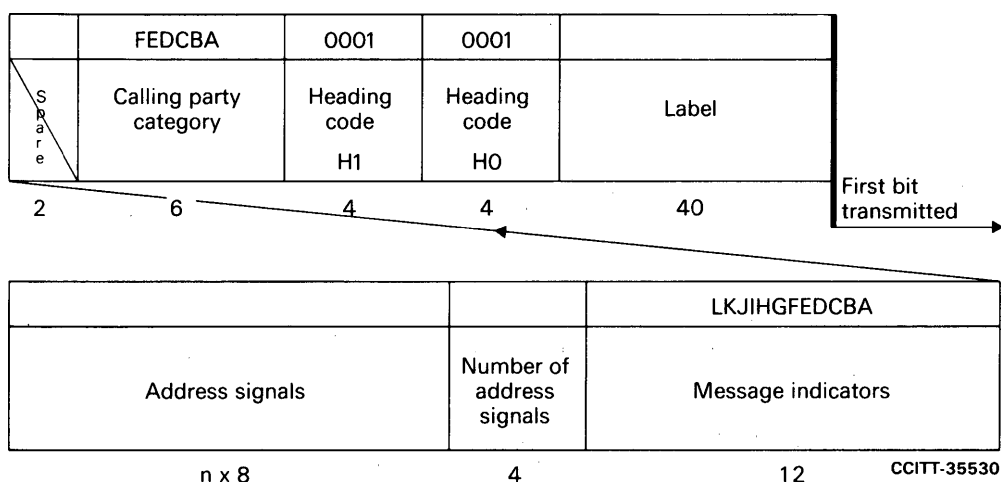 FEDCBA 0001 0001
Spare
Calling party category
Heading code H1
Heading code H0
Label
2 6 4 4 40
First bit transmitted
LKJIHGFEDCBA
Address signals
Number of address signals
Message indicators
n x 8 4 12
CCITT-35530